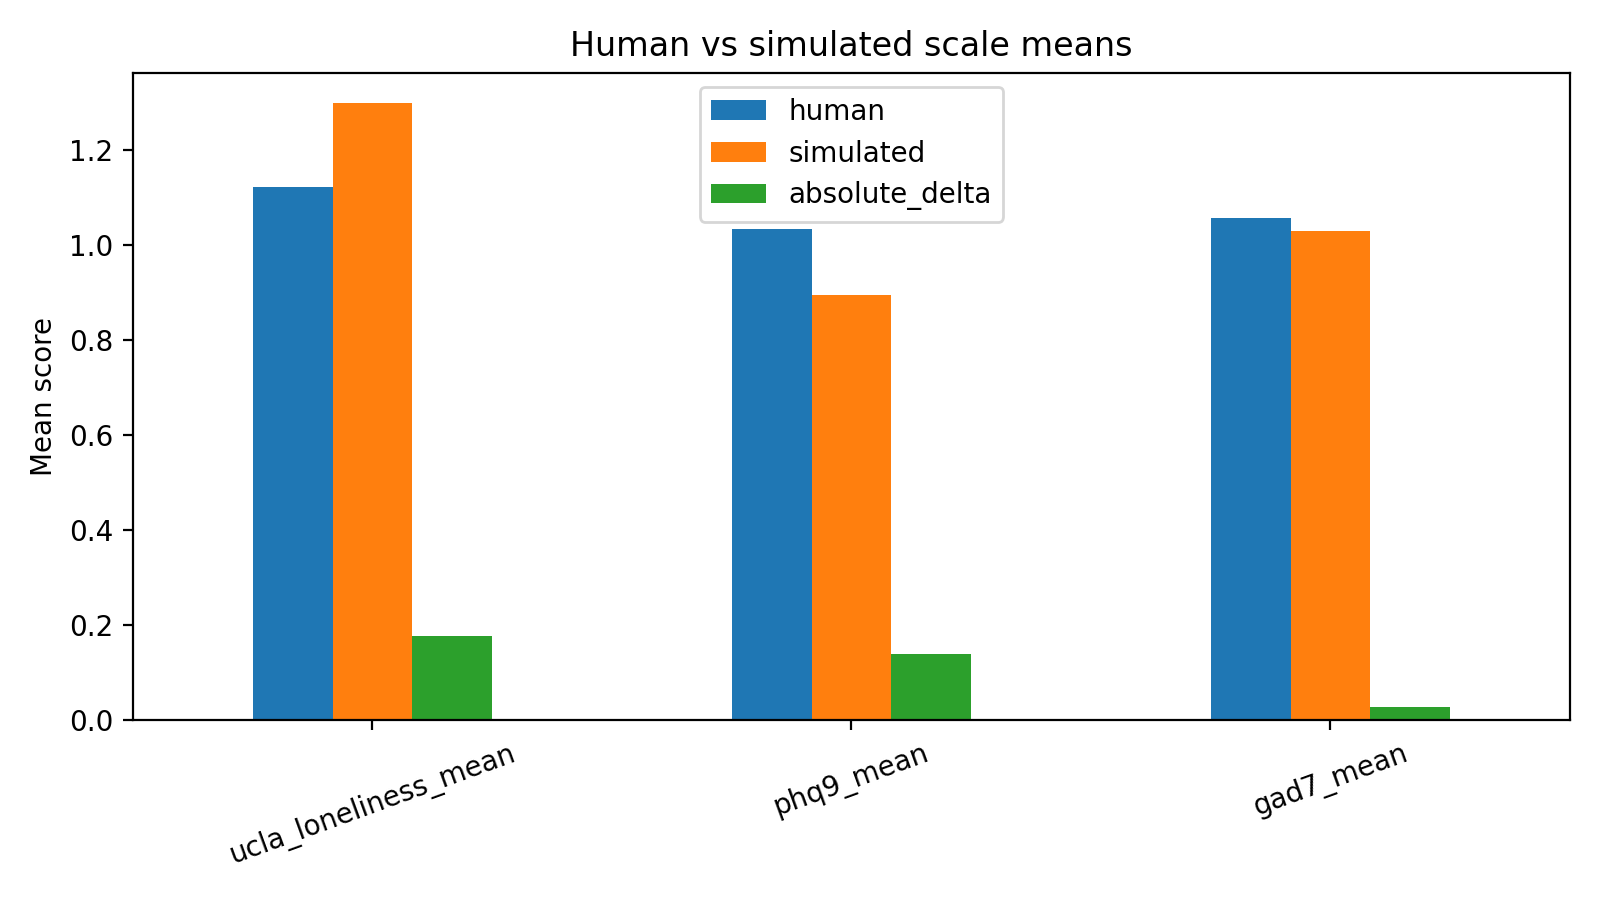 Human vs simulated scale means
human
simulated
absolute_delta
Mean score
1.2
1.0
0.8
0.6
0.4
0.2
0.0
ucla_loneliness_mean
phq9_mean
gad7_mean